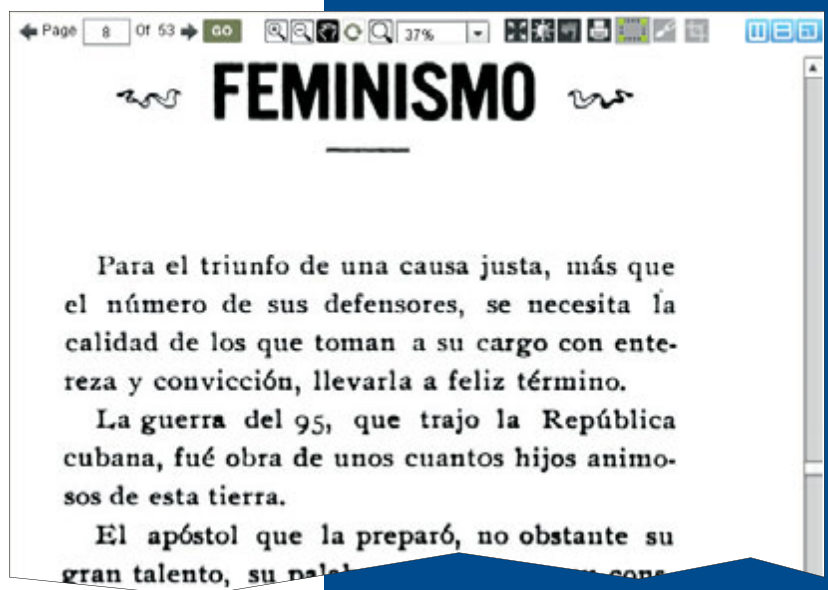 Page 8 Of 53 GO 37%
FEMINISMO
Para el triunfo de una causa justa, más que
el número de sus defensores, se necesita la
calidad de los que toman a su cargo con ente-
reza y convicción, llevarla a feliz término.
La guerra del 95, que trajo la República
cubana, fué obra de unos cuantos hijos animo-
sos de esta tierra.
El apóstol que la preparó, no obstante su
gran talento, su